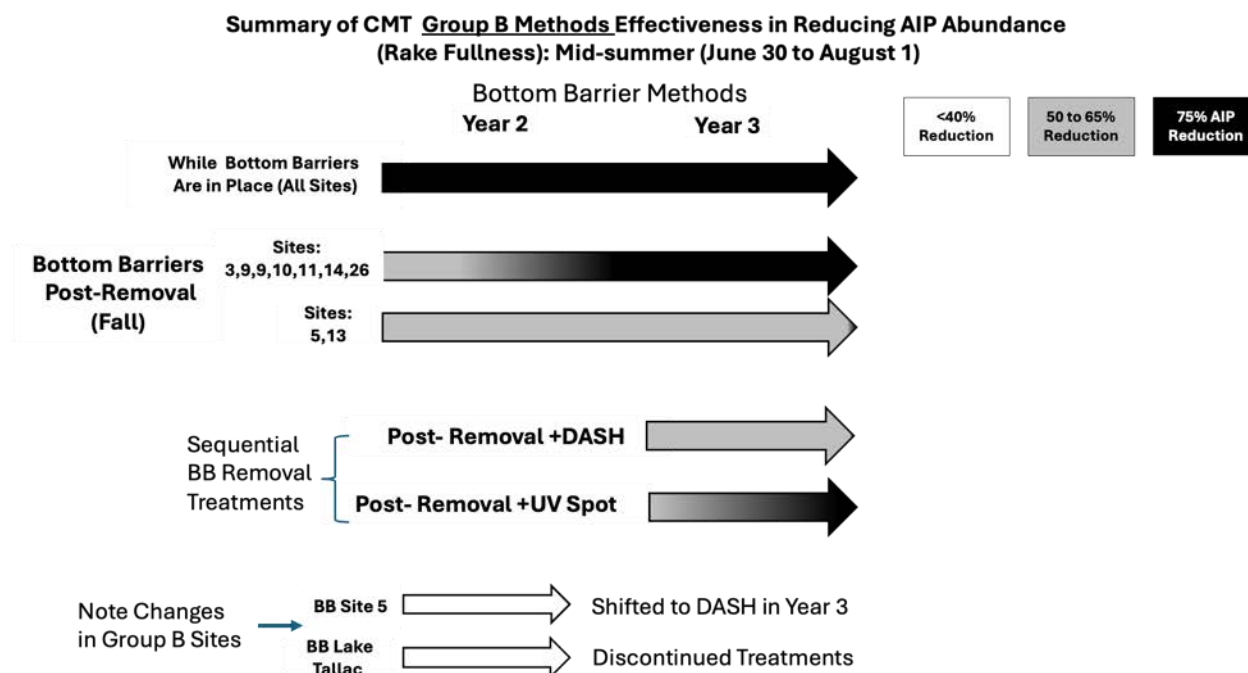 Summary of CMT Group B Methods Effectiveness in Reducing AIP Abundance
(Rake Fullness): Mid-summer (June 30 to August 1)
Bottom Barrier Methods
Year 2
Year 3
<40%
Reduction
50 to 65%
Reduction
75% AIP
Reduction
While Bottom Barriers
Are in Place (All Sites)
Bottom Barriers
Post-Removal
(Fall)
Sites:
3,9,9,10,11,14,26
Sites:
5,13
Sequential
BB Removal
Treatments
Post- Removal +DASH
Post- Removal +UV Spot
Note Changes
in Group B Sites
BB Site 5
Shifted to DASH in Year 3
BB Lake
Tallac
Discontinued Treatments